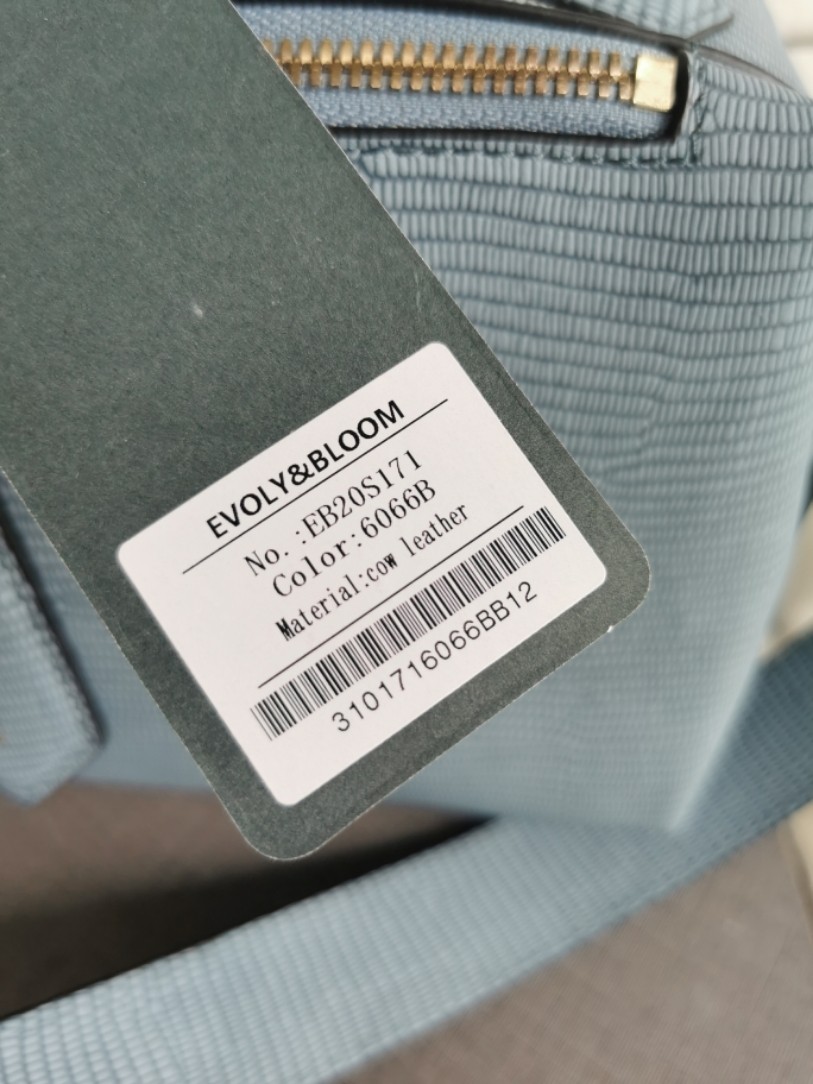 EVOLY&BLOOM
No.:EB20S171
Color:6066B
Material:cow leather
3101716066BB12